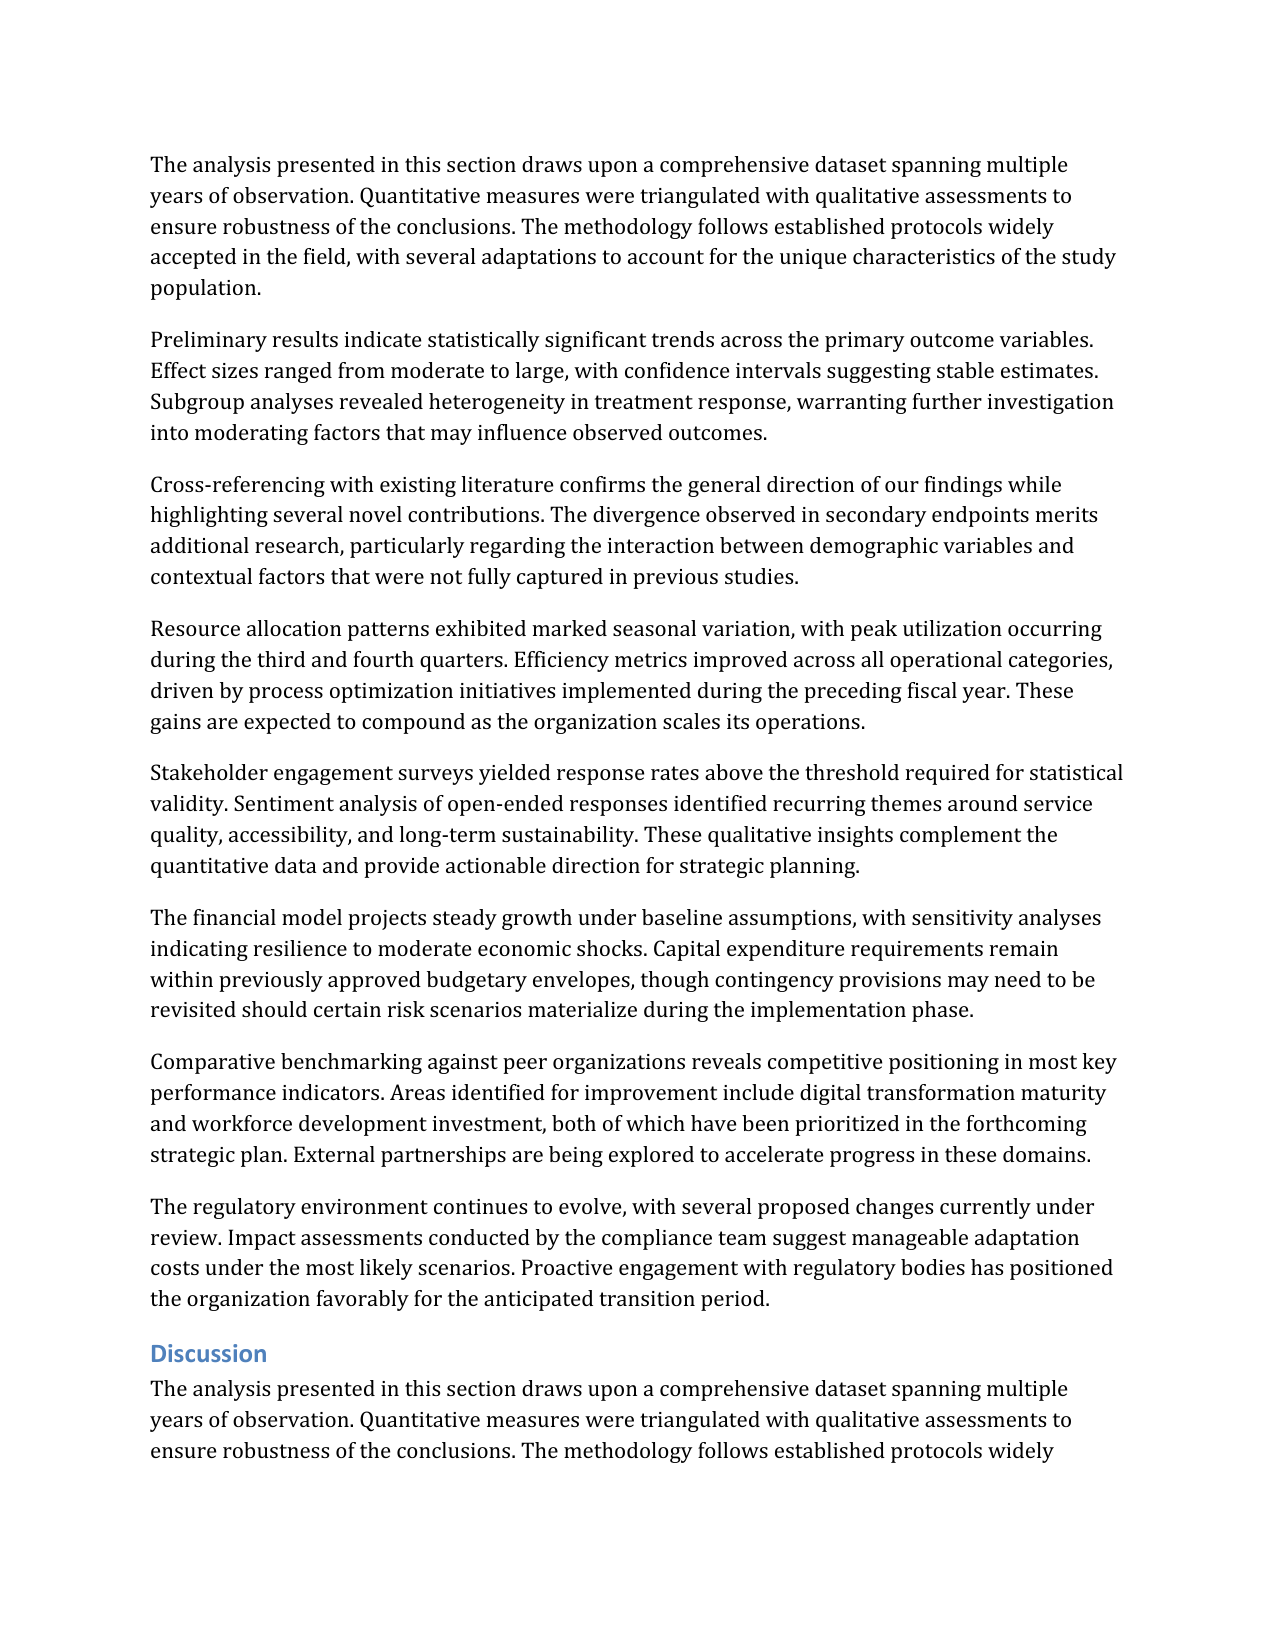 The analysis presented in this section draws upon a comprehensive dataset spanning multiple
years of observation. Quantitative measures were triangulated with qualitative assessments to
ensure robustness of the conclusions. The methodology follows established protocols widely
accepted in the field, with several adaptations to account for the unique characteristics of the study
population.
Preliminary results indicate statistically significant trends across the primary outcome variables.
Effect sizes ranged from moderate to large, with confidence intervals suggesting stable estimates.
Subgroup analyses revealed heterogeneity in treatment response, warranting further investigation
into moderating factors that may influence observed outcomes.
Cross-referencing with existing literature confirms the general direction of our findings while
highlighting several novel contributions. The divergence observed in secondary endpoints merits
additional research, particularly regarding the interaction between demographic variables and
contextual factors that were not fully captured in previous studies.
Resource allocation patterns exhibited marked seasonal variation, with peak utilization occurring
during the third and fourth quarters. Efficiency metrics improved across all operational categories,
driven by process optimization initiatives implemented during the preceding fiscal year. These
gains are expected to compound as the organization scales its operations.
Stakeholder engagement surveys yielded response rates above the threshold required for statistical
validity. Sentiment analysis of open-ended responses identified recurring themes around service
quality, accessibility, and long-term sustainability. These qualitative insights complement the
quantitative data and provide actionable direction for strategic planning.
The financial model projects steady growth under baseline assumptions, with sensitivity analyses
indicating resilience to moderate economic shocks. Capital expenditure requirements remain
within previously approved budgetary envelopes, though contingency provisions may need to be
revisited should certain risk scenarios materialize during the implementation phase.
Comparative benchmarking against peer organizations reveals competitive positioning in most key
performance indicators. Areas identified for improvement include digital transformation maturity
and workforce development investment, both of which have been prioritized in the forthcoming
strategic plan. External partnerships are being explored to accelerate progress in these domains.
The regulatory environment continues to evolve, with several proposed changes currently under
review. Impact assessments conducted by the compliance team suggest manageable adaptation
costs under the most likely scenarios. Proactive engagement with regulatory bodies has positioned
the organization favorably for the anticipated transition period.
Discussion
The analysis presented in this section draws upon a comprehensive dataset spanning multiple
years of observation. Quantitative measures were triangulated with qualitative assessments to
ensure robustness of the conclusions. The methodology follows established protocols widely